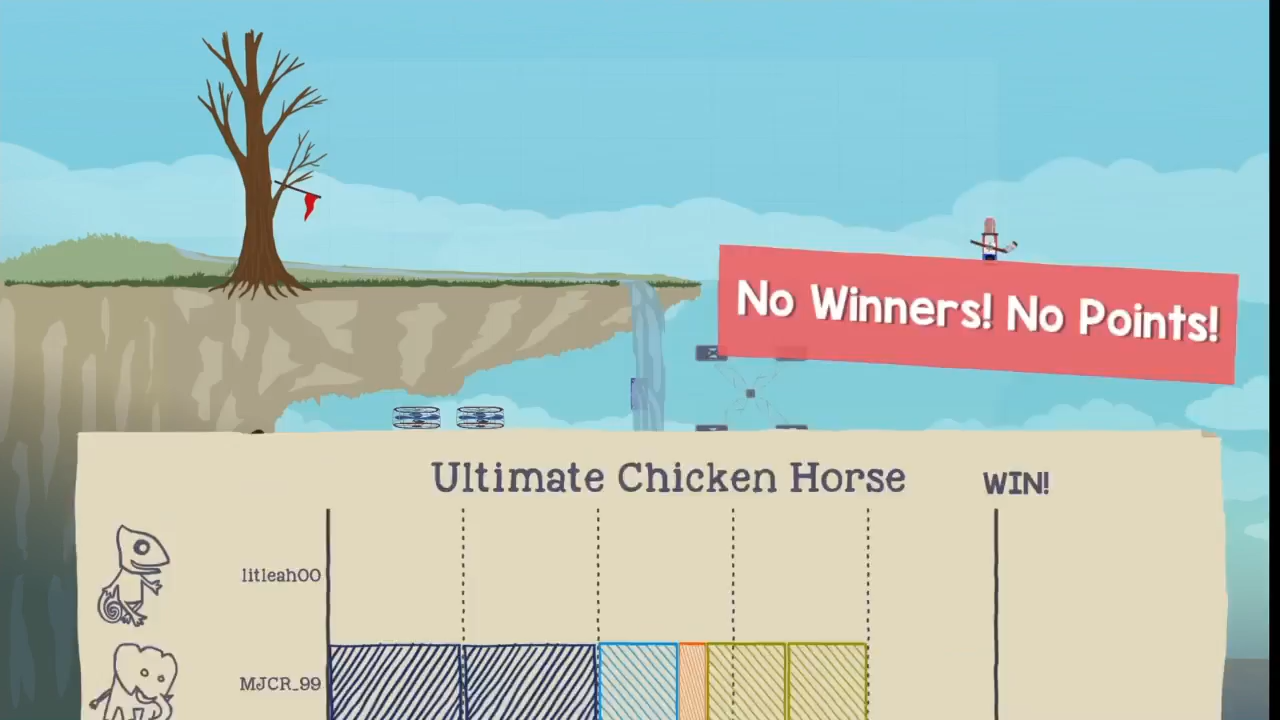 No Winners! No Points!
Ultimate Chicken Horse
WIN!
litleah00
MJCR_99